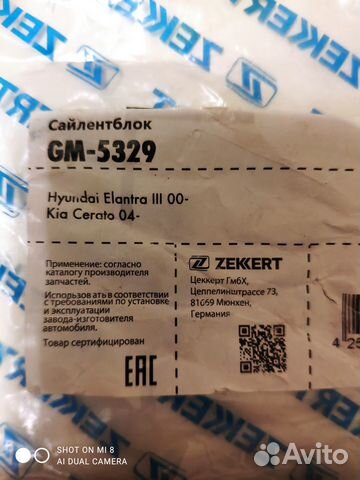 ZEKKERT
ZEKKERT
Сайлентблок
GM-5329
Hyundai Elantra III 00-
Kia Cerato 04-
Применение: согласно
каталогу производителя
запчастей.
Использовать в соответствии
с требованиями по установке
и эксплуатации
завода-изготовителя
автомобиля.
Товар сертифицирован
EAC
ZEKKERT
Цеккерт ГмбХ,
Цеппелинштрассе 73,
81669 Мюнхен,
Германия
SHOT ON MI 8
AI DUAL CAMERA
Avito